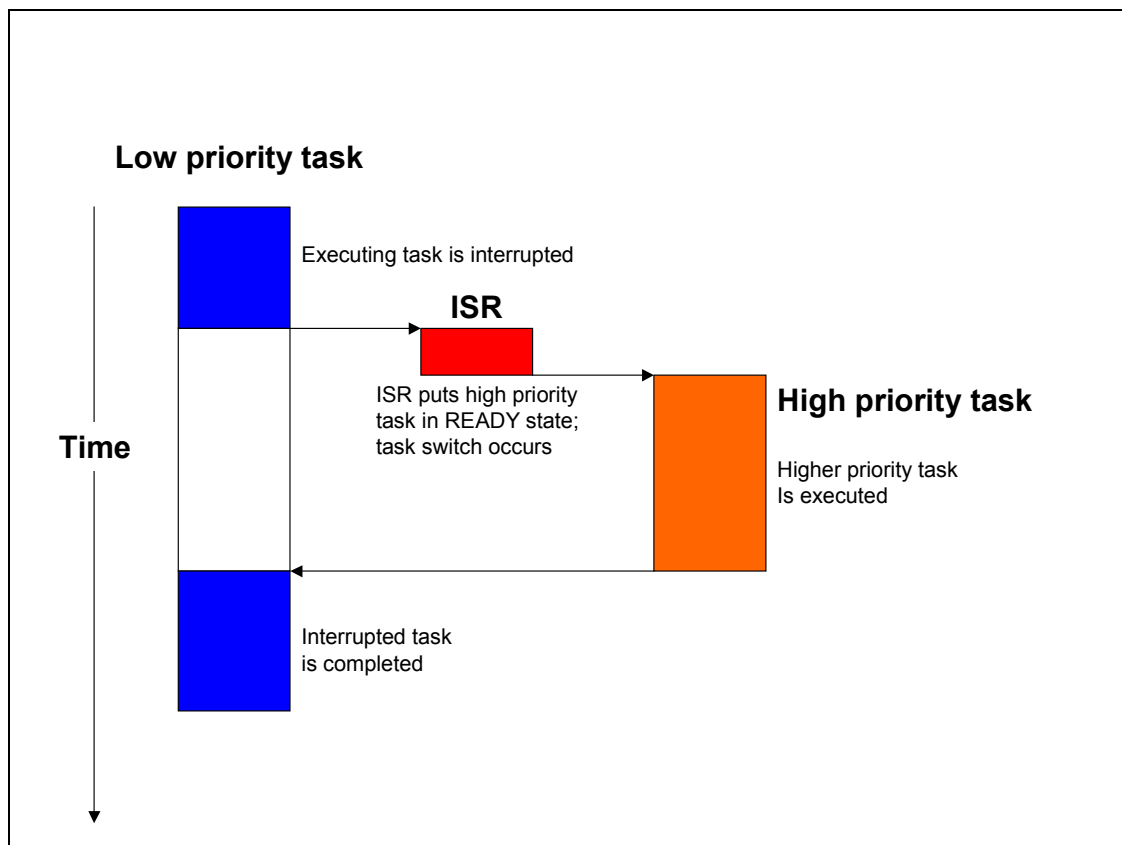 Low priority task
Executing task is interrupted
ISR
ISR puts high priority
task in READY state;
task switch occurs
High priority task
Time
Higher priority task
Is executed
Interrupted task
is completed